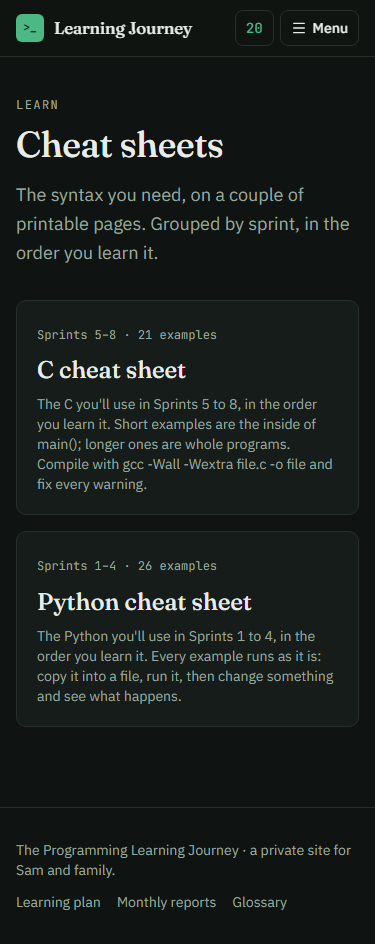 >_ Learning Journey 20 ☰ Menu
LEARN
Cheat sheets
The syntax you need, on a couple of
printable pages. Grouped by sprint, in the
order you learn it.
Sprints 5–8 · 21 examples
C cheat sheet
The C you'll use in Sprints 5 to 8, in the order
you learn it. Short examples are the inside of
main(); longer ones are whole programs.
Compile with gcc -Wall -Wextra file.c -o file and
fix every warning.
Sprints 1–4 · 26 examples
Python cheat sheet
The Python you'll use in Sprints 1 to 4, in the
order you learn it. Every example runs as it is:
copy it into a file, run it, then change something
and see what happens.
The Programming Learning Journey · a private site for
Sam and family.
Learning plan Monthly reports Glossary